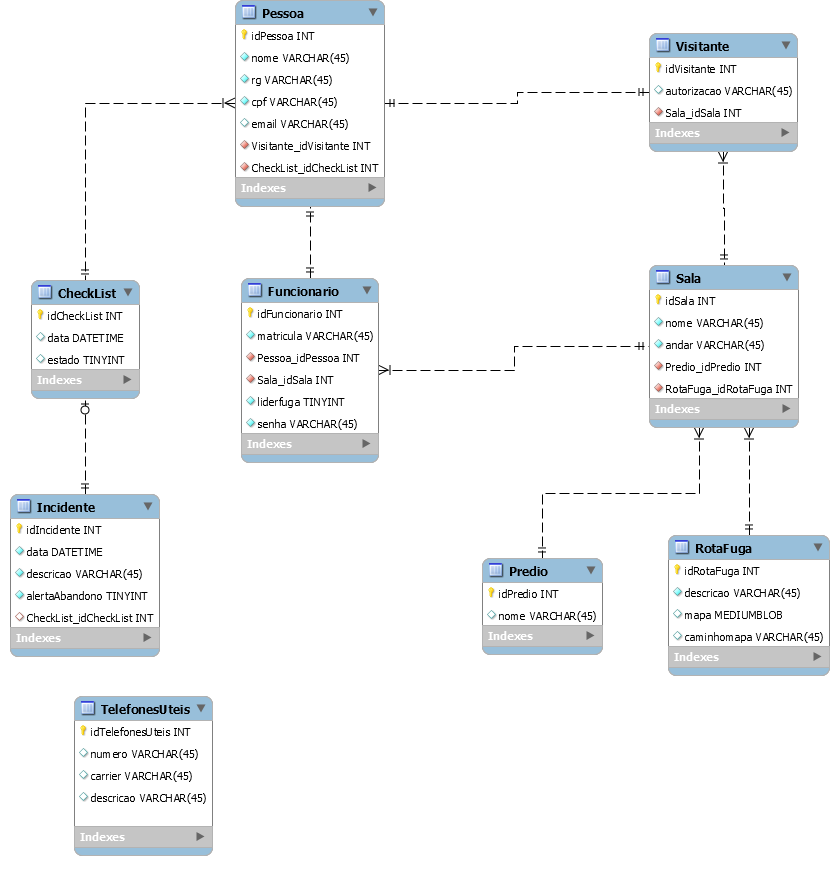 Pessoa
idPessoa INT
nome VARCHAR(45)
rg VARCHAR(45)
cpf VARCHAR(45)
email VARCHAR(45)
Visitante_idVisitante INT
CheckList_idCheckList INT
Indexes
Visitante
idVisitante INT
autorizacao VARCHAR(45)
Sala_idSala INT
Indexes
CheckList
idCheckList INT
data DATETIME
estado TINYINT
Indexes
Funcionario
idFuncionario INT
matricula VARCHAR(45)
Pessoa_idPessoa INT
Sala_idSala INT
liderfuga TINYINT
senha VARCHAR(45)
Indexes
Sala
idSala INT
nome VARCHAR(45)
andar VARCHAR(45)
Predio_idPredio INT
RotaFuga_idRotaFuga INT
Indexes
Incidente
idIncidente INT
data DATETIME
descricao VARCHAR(45)
alertaAbandono TINYINT
CheckList_idCheckList INT
Indexes
Predio
idPredio INT
nome VARCHAR(45)
Indexes
RotaFuga
idRotaFuga INT
descricao VARCHAR(45)
mapa MEDIUMBLOB
caminhomapa VARCHAR(45)
Indexes
TelefonesUteis
idTelefonesUteis INT
numero VARCHAR(45)
carrier VARCHAR(45)
descricao VARCHAR(45)
Indexes